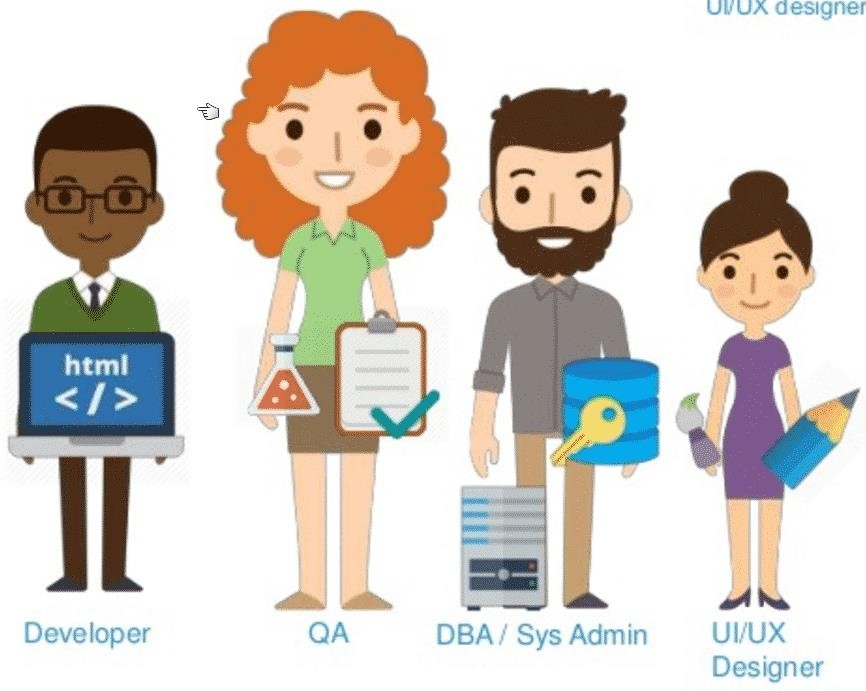 UI/UX designer
html
</>
Developer
QA
DBA / Sys Admin
UI/UX
Designer